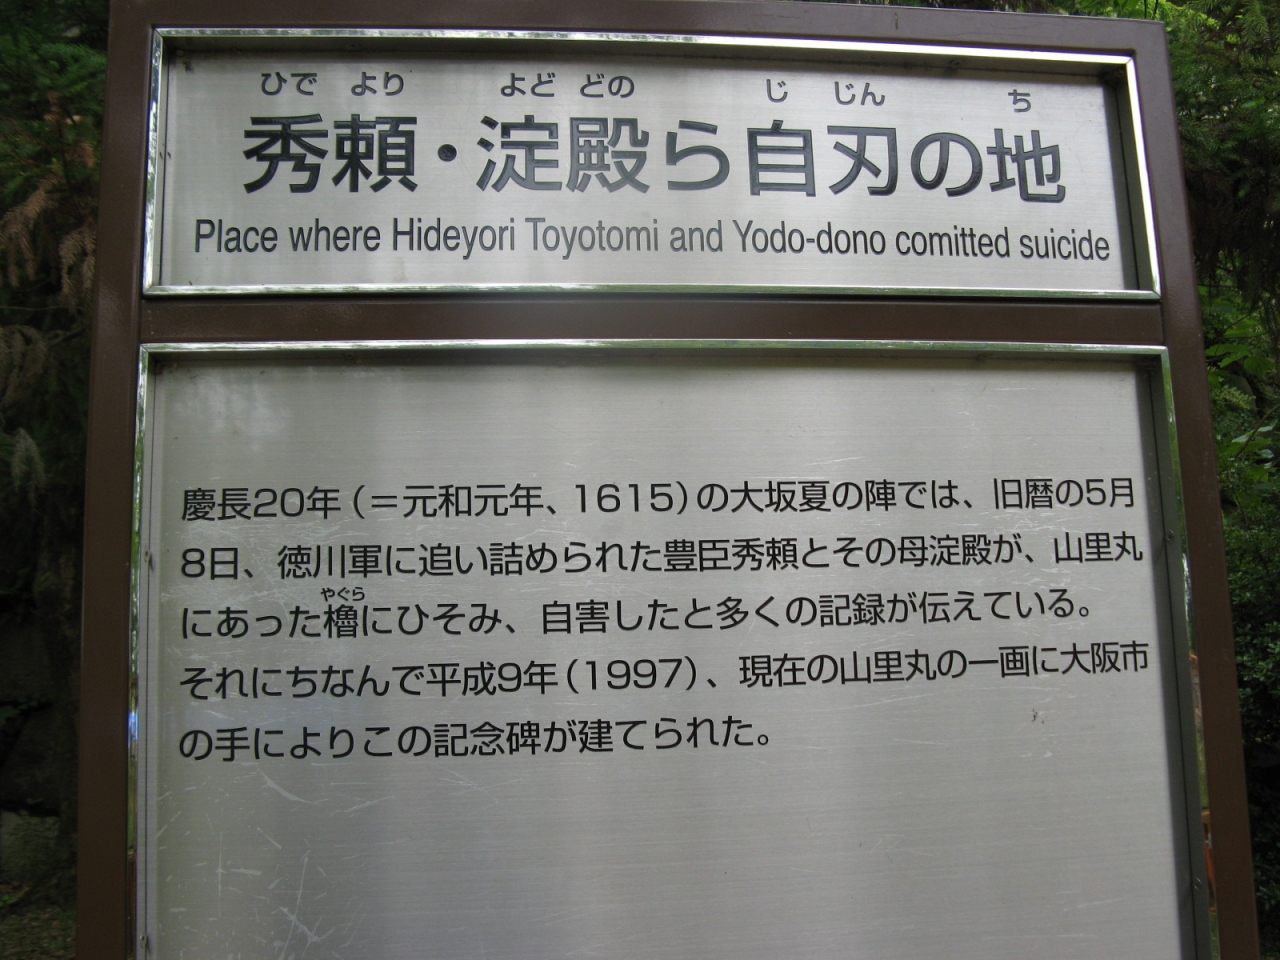 ひで より よど どの じ じん ち
秀頼・淀殿ら自刃の地
Place where Hideyori Toyotomi and Yodo-dono comitted suicide
慶長20年(＝元和元年、1615)の大坂夏の陣では、旧暦の5月
8日、徳川軍に追い詰められた豊臣秀頼とその母淀殿が、山里丸
やぐら
にあった櫓にひそみ、自害したと多くの記録が伝えている。
それにちなんで平成9年(1997)、現在の山里丸の一画に大阪市
の手によりこの記念碑が建てられた。